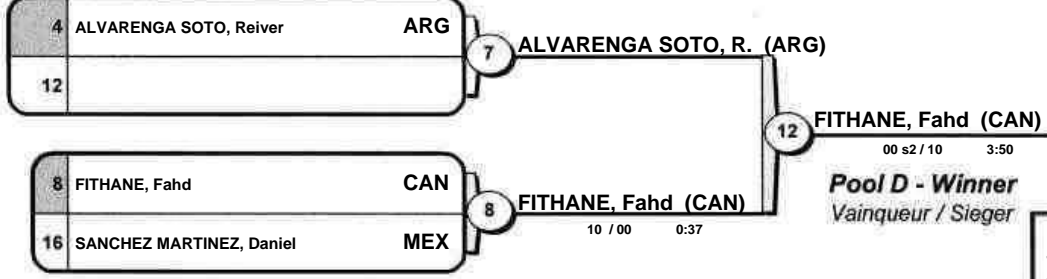 4 ALVARENGA SOTO, Reiver ARG
12
7
ALVARENGA SOTO, R. (ARG)
8 FITHANE, Fahd CAN
16 SANCHEZ MARTINEZ, Daniel MEX
8
FITHANE, Fahd (CAN)
10 / 00 0:37
12
FITHANE, Fahd (CAN)
00 s2 / 10 3:50
Pool D - Winner
Vainqueur / Sieger